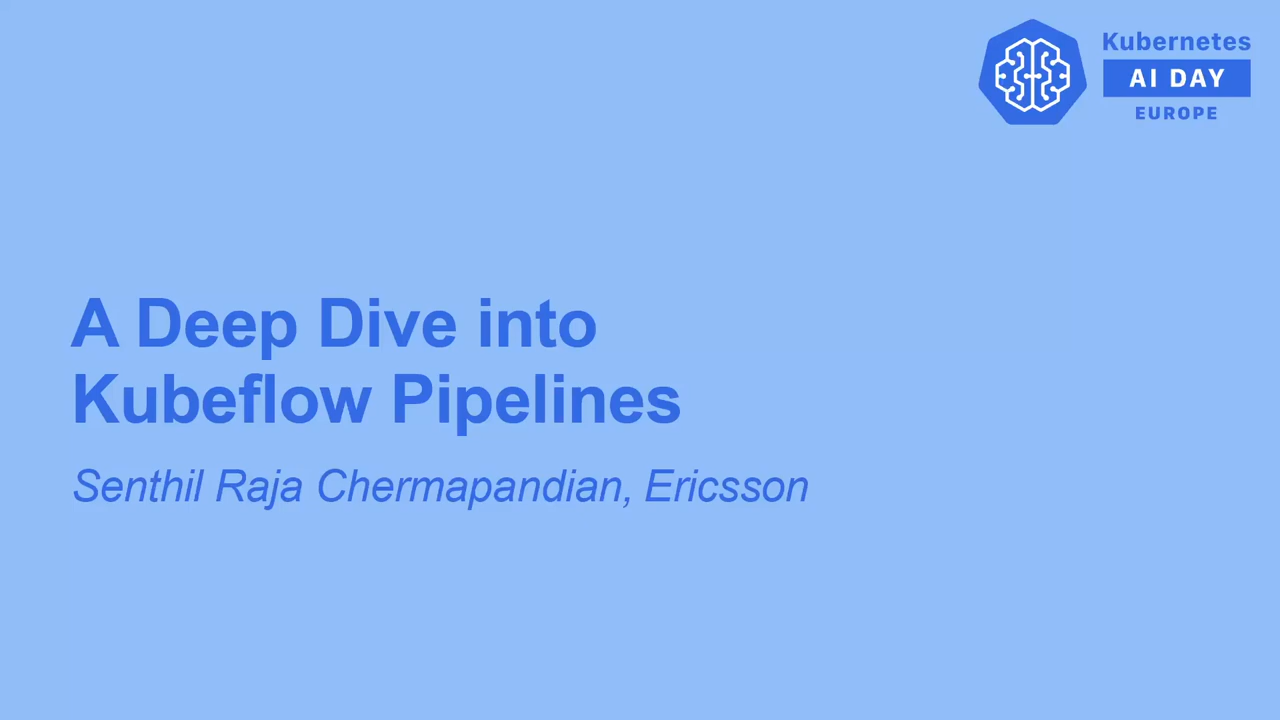 Kubernetes
AI DAY
EUROPE
A Deep Dive into
Kubeflow Pipelines
Senthil Raja Chermapandian, Ericsson